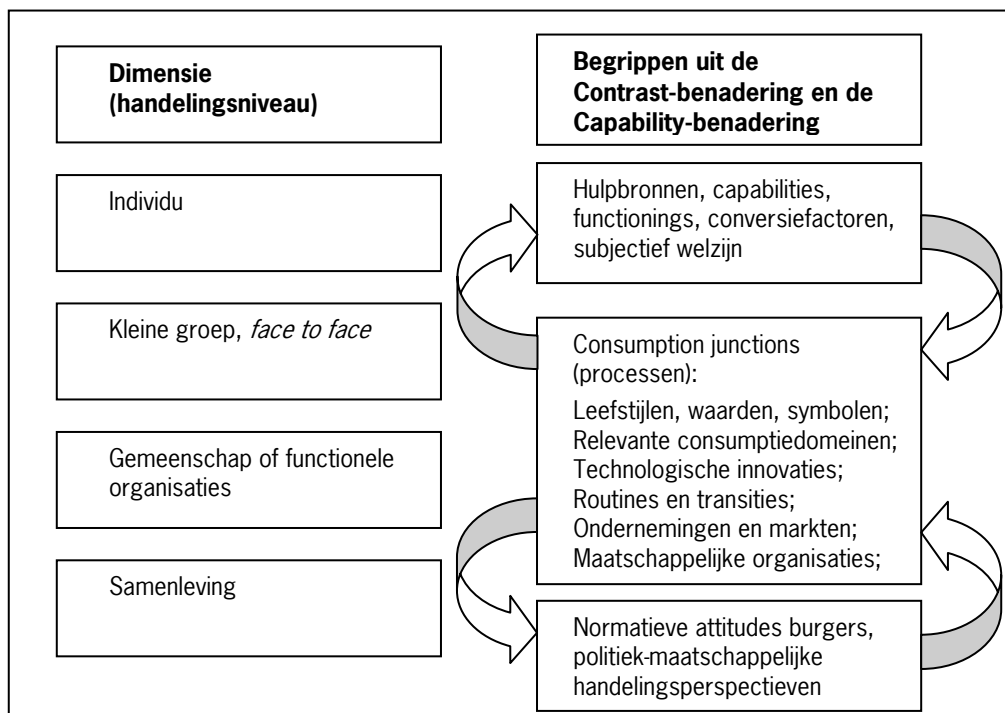 Dimensie
(handelingsniveau)
Individu
Kleine groep, face to face
Gemeenschap of functionele
organisaties
Samenleving
Begrippen uit de
Contrast-benadering en de
Capability-benadering
Hulpbronnen, capabilities,
functionings, conversiefactoren,
subjectief welzijn
Consumption junctions
(processen):
Leefstijlen, waarden, symbolen;
Relevante consumptiedomeinen;
Technologische innovaties;
Routines en transities;
Ondernemingen en markten;
Maatschappelijke organisaties;
Normatieve attitudes burgers,
politiek-maatschappelijke
handelingsperspectieven